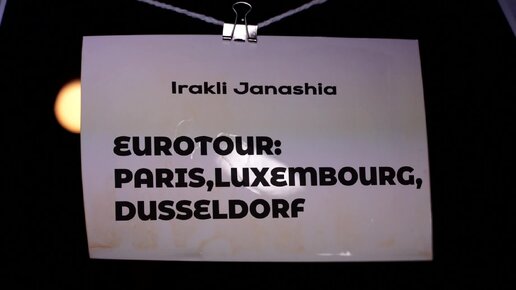 Irakli Janashia
EUROTOUR:
PARIS,LUXEMBOURG,
DUSSELDORF